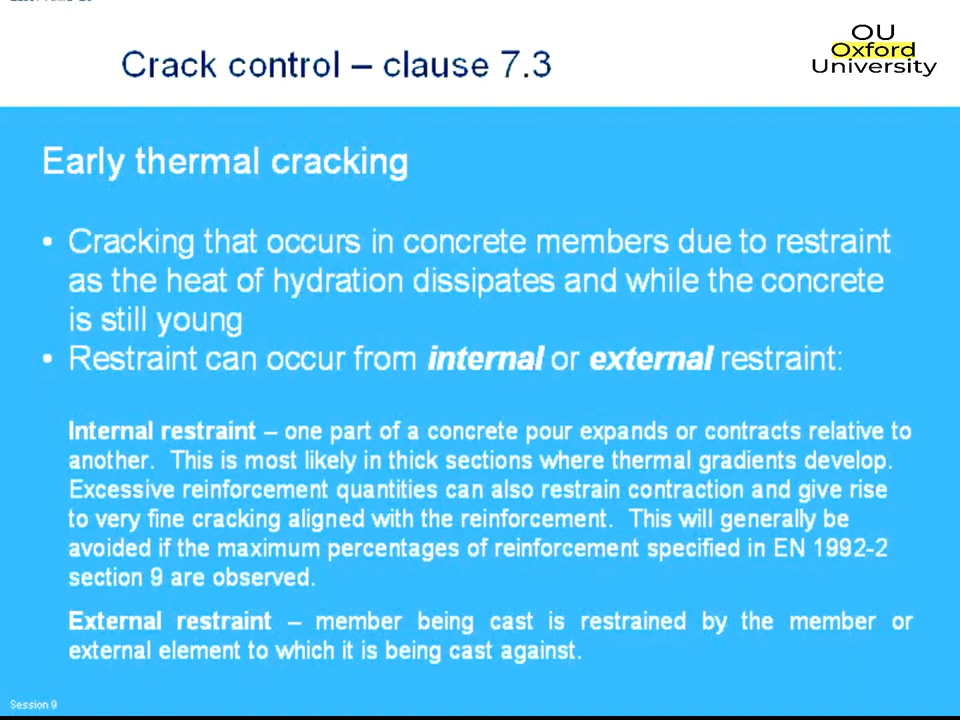 Crack control – clause 7.3
OU
Oxford
University
Early thermal cracking
• Cracking that occurs in concrete members due to restraint
as the heat of hydration dissipates and while the concrete
is still young
• Restraint can occur from internal or external restraint:
Internal restraint – one part of a concrete pour expands or contracts relative to
another. This is most likely in thick sections where thermal gradients develop.
Excessive reinforcement quantities can also restrain contraction and give rise
to very fine cracking aligned with the reinforcement. This will generally be
avoided if the maximum percentages of reinforcement specified in EN 1992-2
section 9 are observed.
External restraint – member being cast is restrained by the member or
external element to which it is being cast against.
Session 9